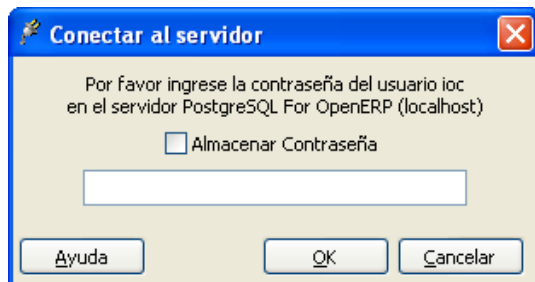 Conectar al servidor
Por favor ingrese la contraseña del usuario ioc
en el servidor PostgreSQL For OpenERP (localhost)
Almacenar Contraseña
Ayuda
OK
Cancelar